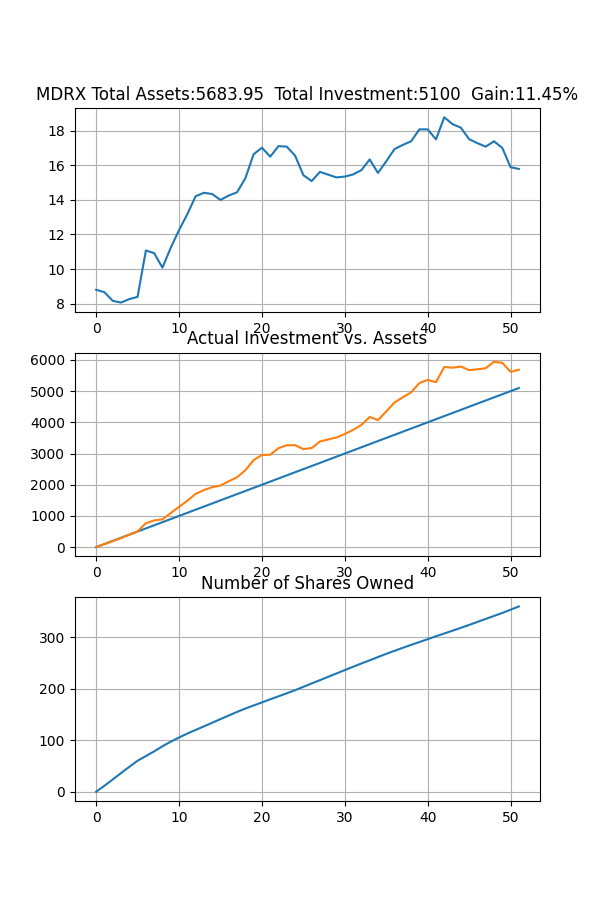 MDRX Total Assets:5683.95  Total Investment:5100  Gain:11.45%
18
16
14
12
10
8
0 10 20 30 40 50
Actual Investment vs. Assets
6000
5000
4000
3000
2000
1000
0
0 10 20 30 40 50
Number of Shares Owned
300
200
100
0
0 10 20 30 40 50